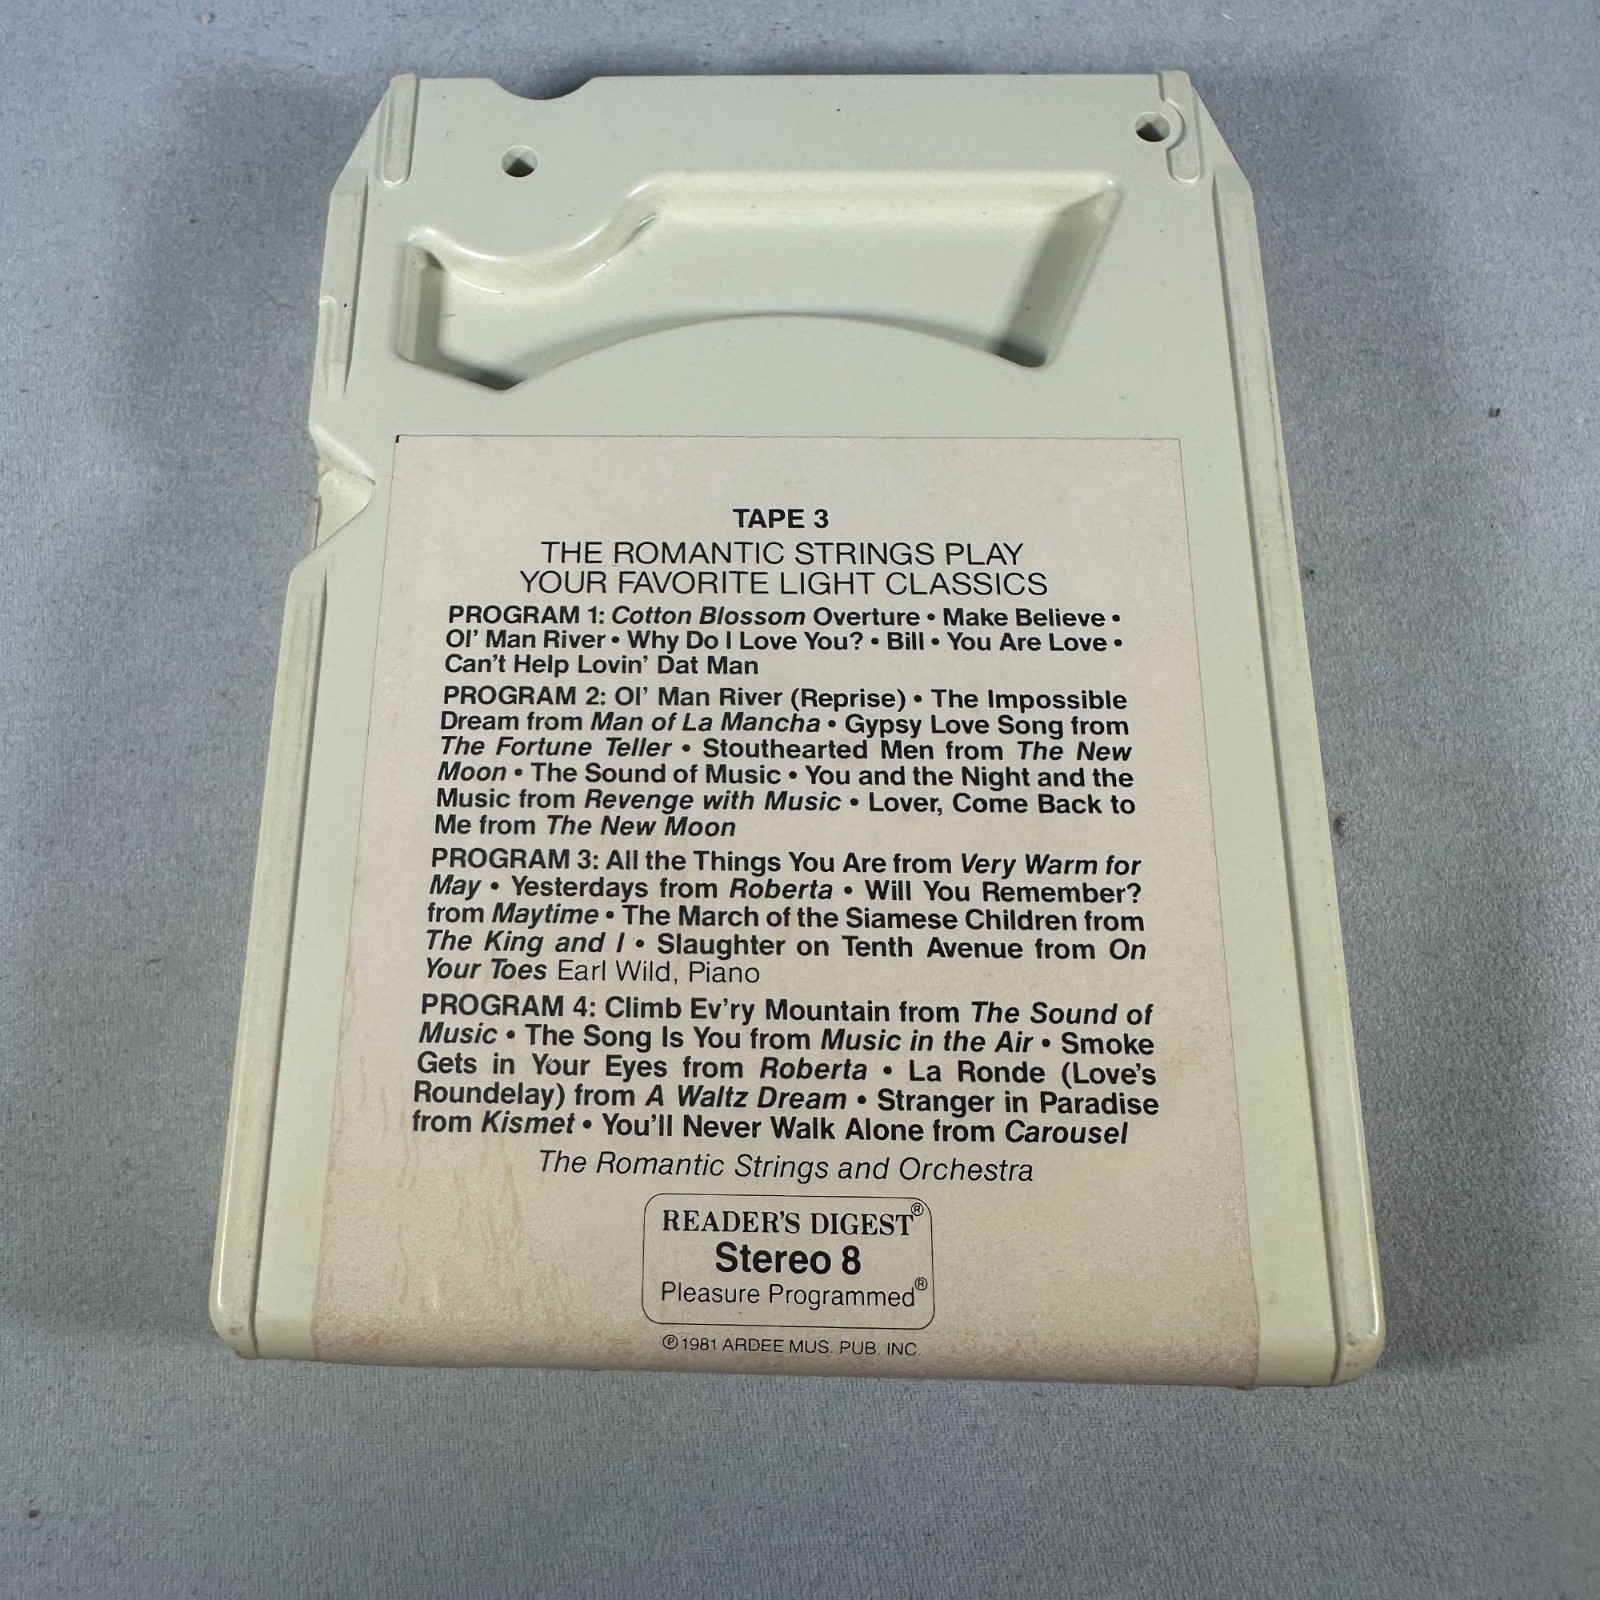 TAPE 3
THE ROMANTIC STRINGS PLAY
YOUR FAVORITE LIGHT CLASSICS
PROGRAM 1: Cotton Blossom Overture • Make Believe •
Ol' Man River • Why Do I Love You? • Bill • You Are Love •
Can't Help Lovin' Dat Man
PROGRAM 2: Ol' Man River (Reprise) • The Impossible
Dream from Man of La Mancha • Gypsy Love Song from
The Fortune Teller • Stouthearted Men from The New
Moon • The Sound of Music • You and the Night and the
Music from Revenge with Music • Lover, Come Back to
Me from The New Moon
PROGRAM 3: All the Things You Are from Very Warm for
May • Yesterdays from Roberta • Will You Remember?
from Maytime • The March of the Siamese Children from
The King and I • Slaughter on Tenth Avenue from On
Your Toes Earl Wild, Piano
PROGRAM 4: Climb Ev'ry Mountain from The Sound of
Music • The Song Is You from Music in the Air • Smoke
Gets in Your Eyes from Roberta • La Ronde (Love's
Roundelay) from A Waltz Dream • Stranger in Paradise
from Kismet • You'll Never Walk Alone from Carousel
The Romantic Strings and Orchestra
READER'S DIGEST®
Stereo 8
Pleasure Programmed®
℗ 1981 ARDEE MUS. PUB. INC.